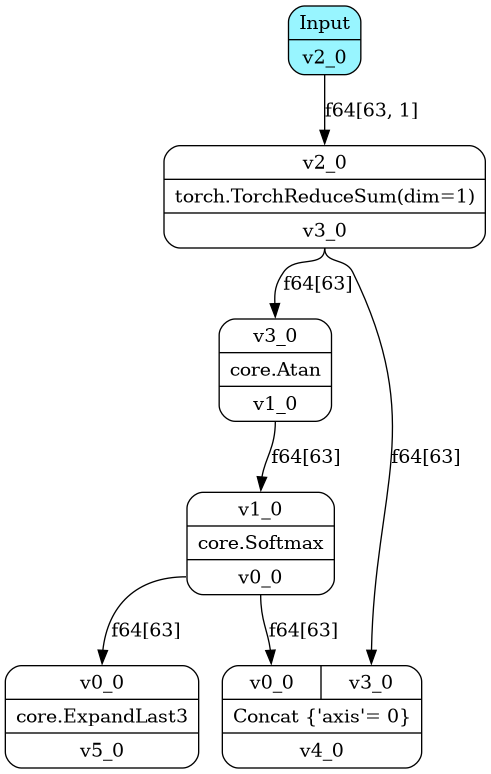 Input
v2_0
f64[63, 1]
v2_0
torch.TorchReduceSum(dim=1)
v3_0
f64[63]
v3_0
core.Atan
v1_0
f64[63]
f64[63]
v1_0
core.Softmax
v0_0
f64[63]
f64[63]
v0_0
core.ExpandLast3
v5_0
v0_0 v3_0
Concat {'axis'= 0}
v4_0